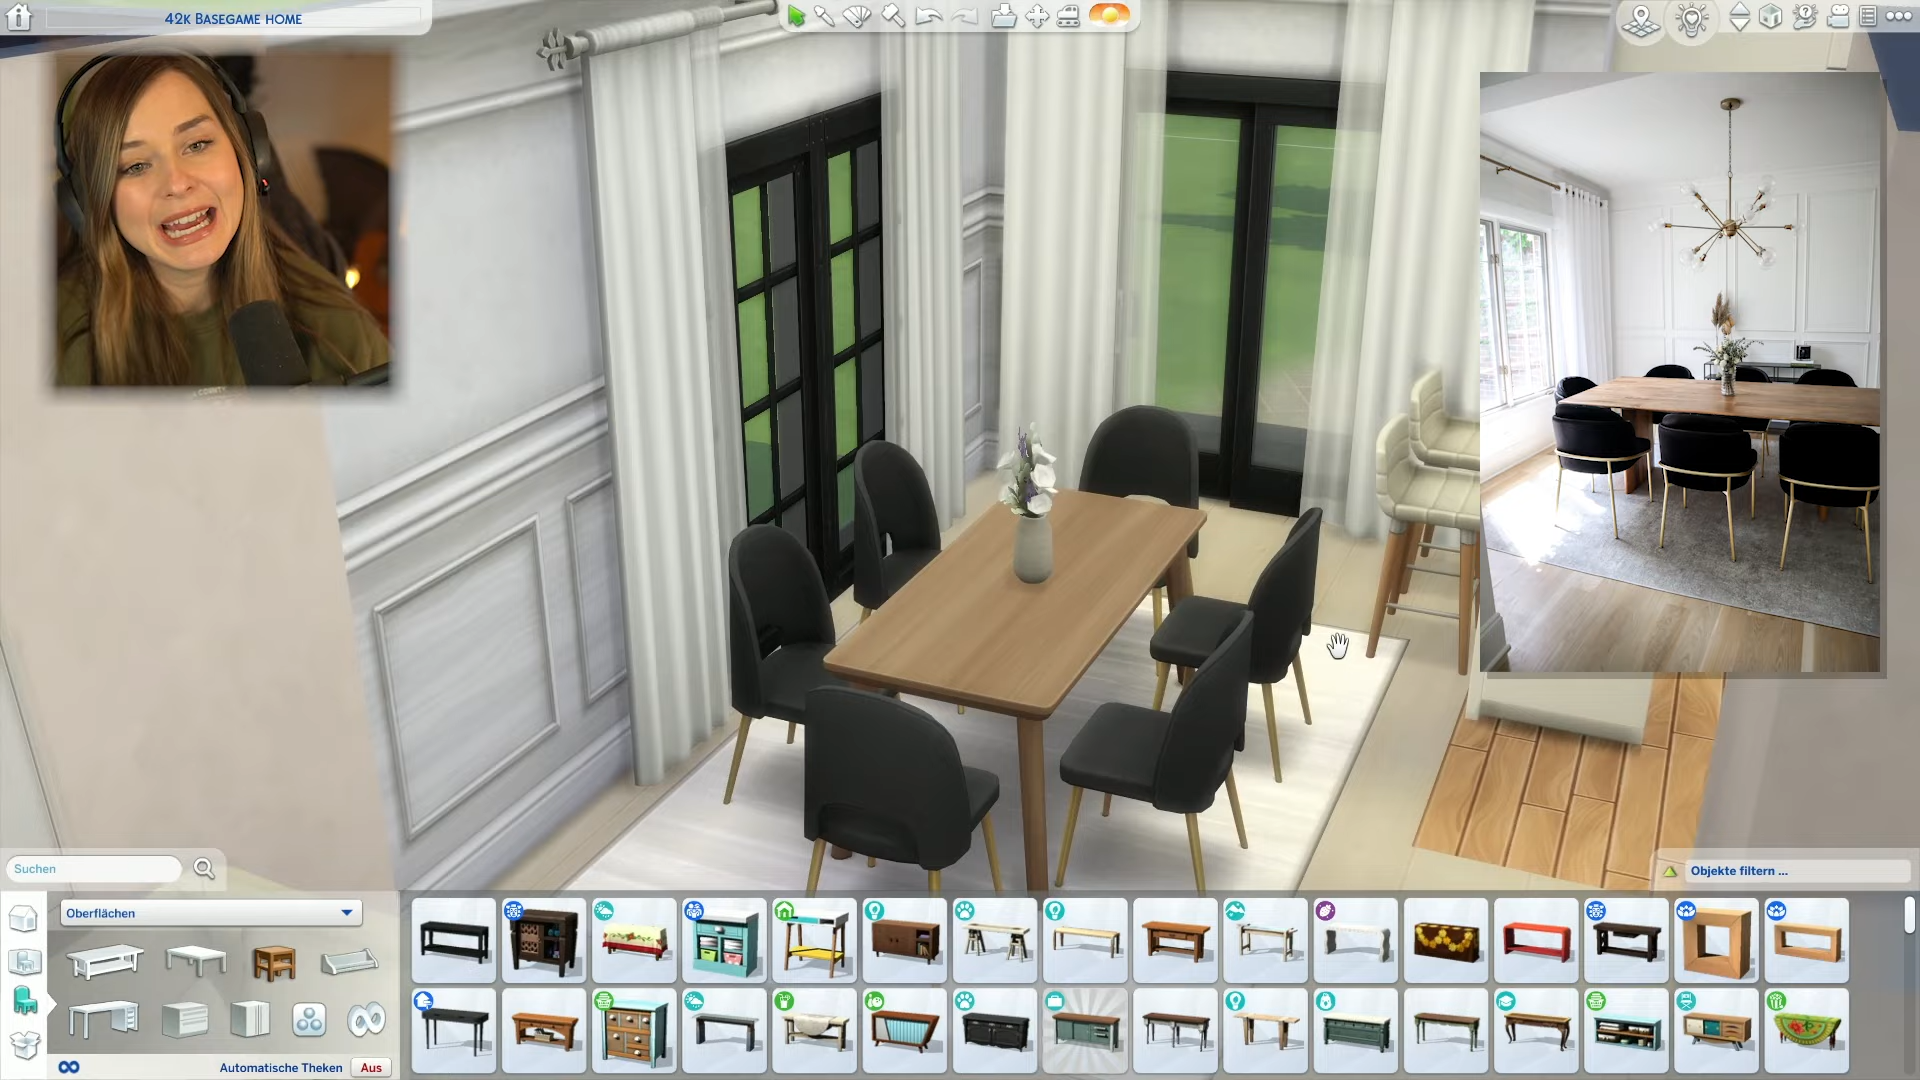 42k Basegame home
Suchen
Objekte filtern ...
Oberflächen
Automatische Theken
Aus